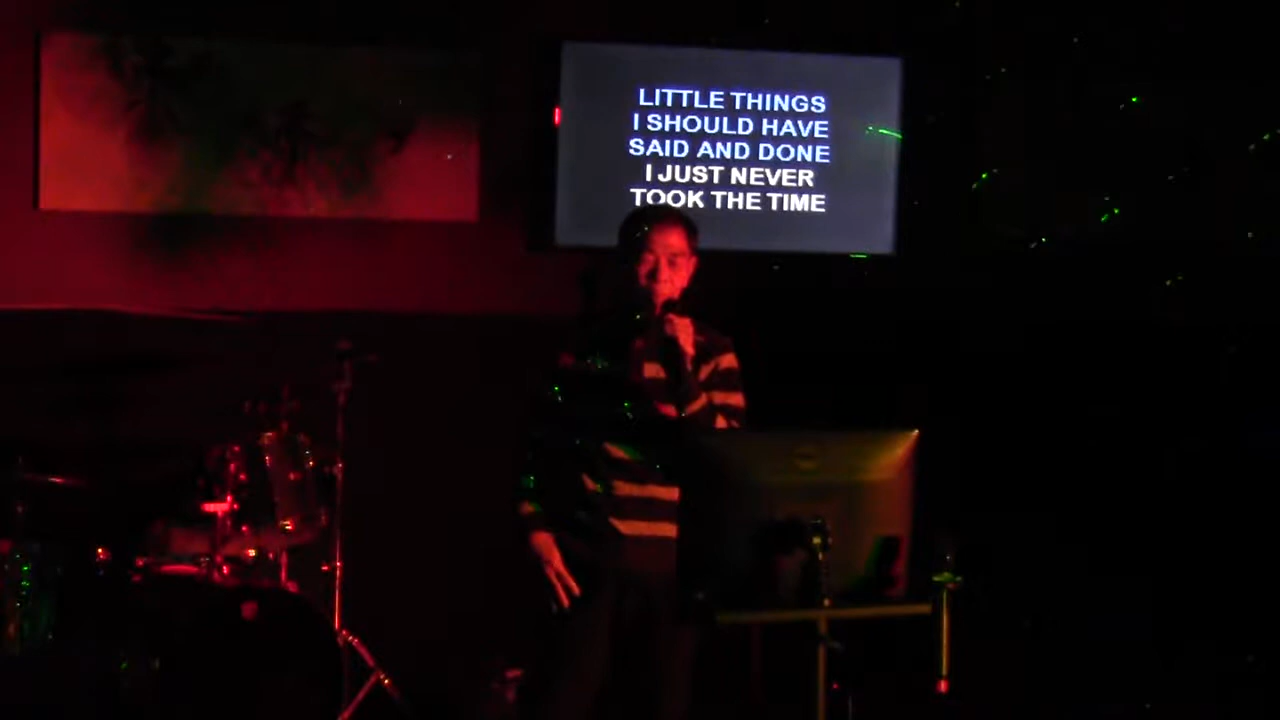 LITTLE THINGS
I SHOULD HAVE
SAID AND DONE
I JUST NEVER
TOOK THE TIME